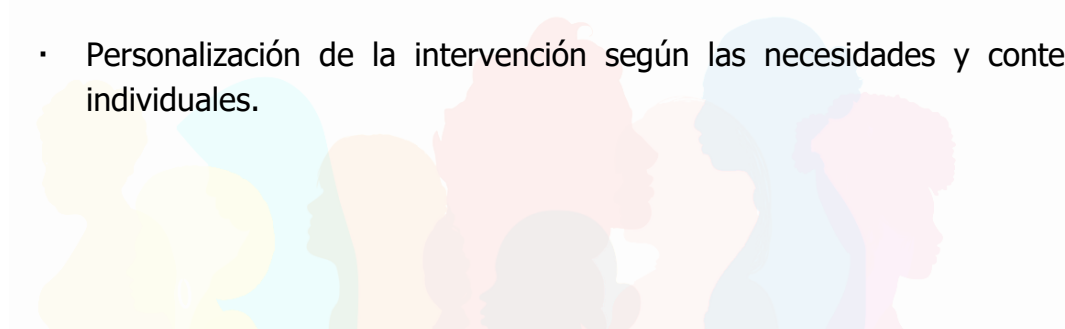 · Personalización de la intervención según las necesidades y conte
individuales.